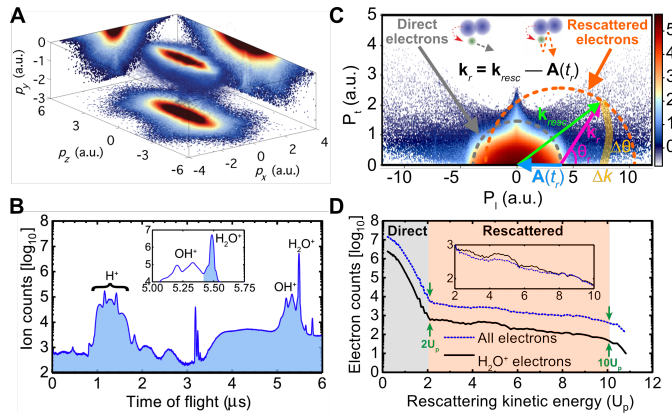 A
0
-1
-2
-3
p_y (a.u.)
-6
-3
0
3
6
p_z (a.u.)
-4
-2
0
2
4
p_x (a.u.)
C
Direct
electrons
Rescattered
electrons
k_r = k_resc — A(t_r)
5
4
3
2
1
0
P_t (a.u.)
k_resc
k_r
θ_r
Δθ
A(t_r)
Δk
-10
-5
0
5
10
P_l (a.u.)
5
4
3
2
1
0
B
8
7
6
5
4
3
2
Ion counts [log10]
H+
OH+
H2O+
7
6
5
4
5.00
5.25
5.50
5.75
OH+
H2O+
0
1
2
3
4
5
6
Time of flight (μs)
D
Direct
Rescattered
8
7
6
5
4
3
2
1
0
Electron counts [log10]
3
2
2
4
6
8
10
2U_p
10U_p
All electrons
H2O+ electrons
0
2
4
6
8
10
12
Rescattering kinetic energy (U_p)